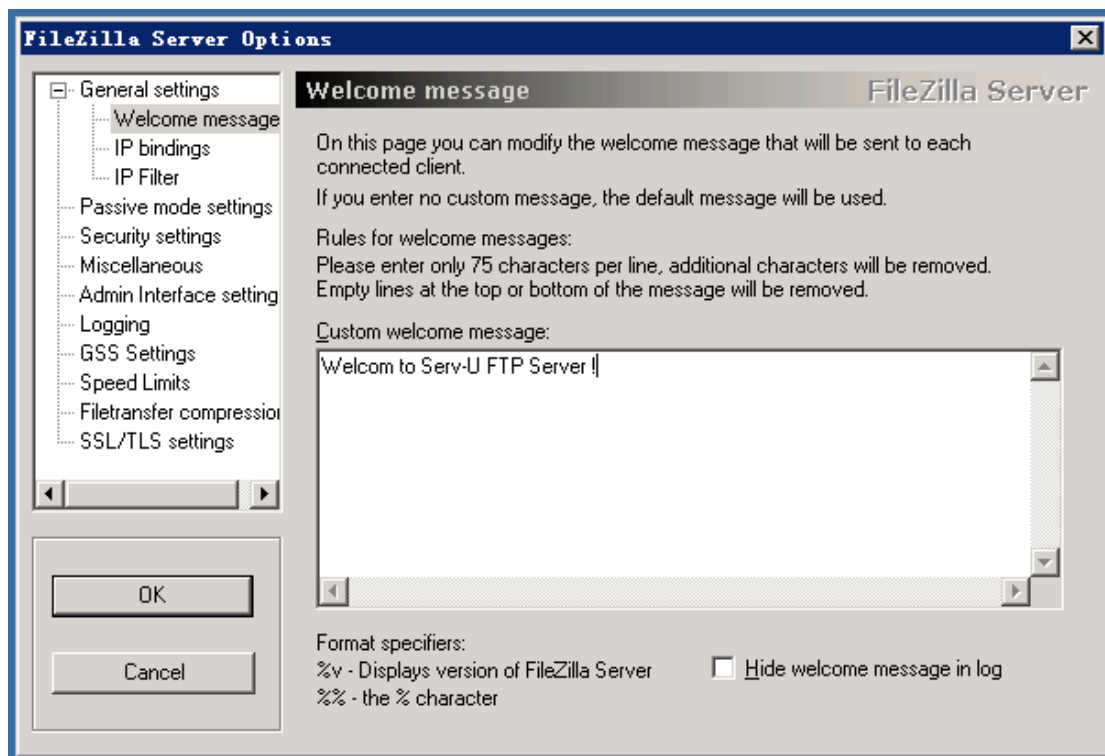 FileZilla Server Options
General settings
Welcome message
IP bindings
IP Filter
Passive mode settings
Security settings
Miscellaneous
Admin Interface setting
Logging
GSS Settings
Speed Limits
Filetransfer compression
SSL/TLS settings
OK
Cancel
Welcome message
FileZilla Server
On this page you can modify the welcome message that will be sent to each
connected client.
If you enter no custom message, the default message will be used.
Rules for welcome messages:
Please enter only 75 characters per line, additional characters will be removed.
Empty lines at the top or bottom of the message will be removed.
Custom welcome message:
Welcom to Serv-U FTP Server !
Format specifiers:
%v - Displays version of FileZilla Server
%% - the % character
Hide welcome message in log